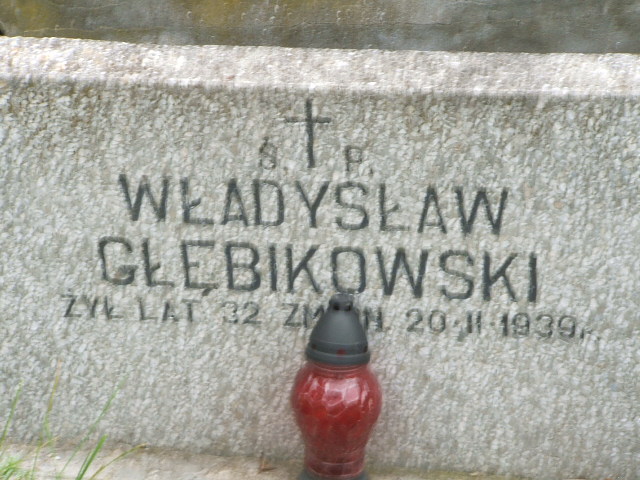 Ś. P.
WŁADYSŁAW
GŁĘBIKOWSKI
ŻYŁ LAT 32 20·II·1939 r.